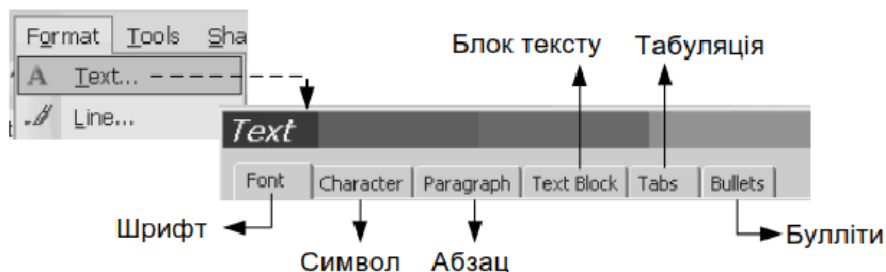 Format Tools Sha
Блок тексту Табуляція
A Text...
Line...
Text
Font Character Paragraph Text Block Tabs Bullets
Шрифт Булліти
Символ Абзац